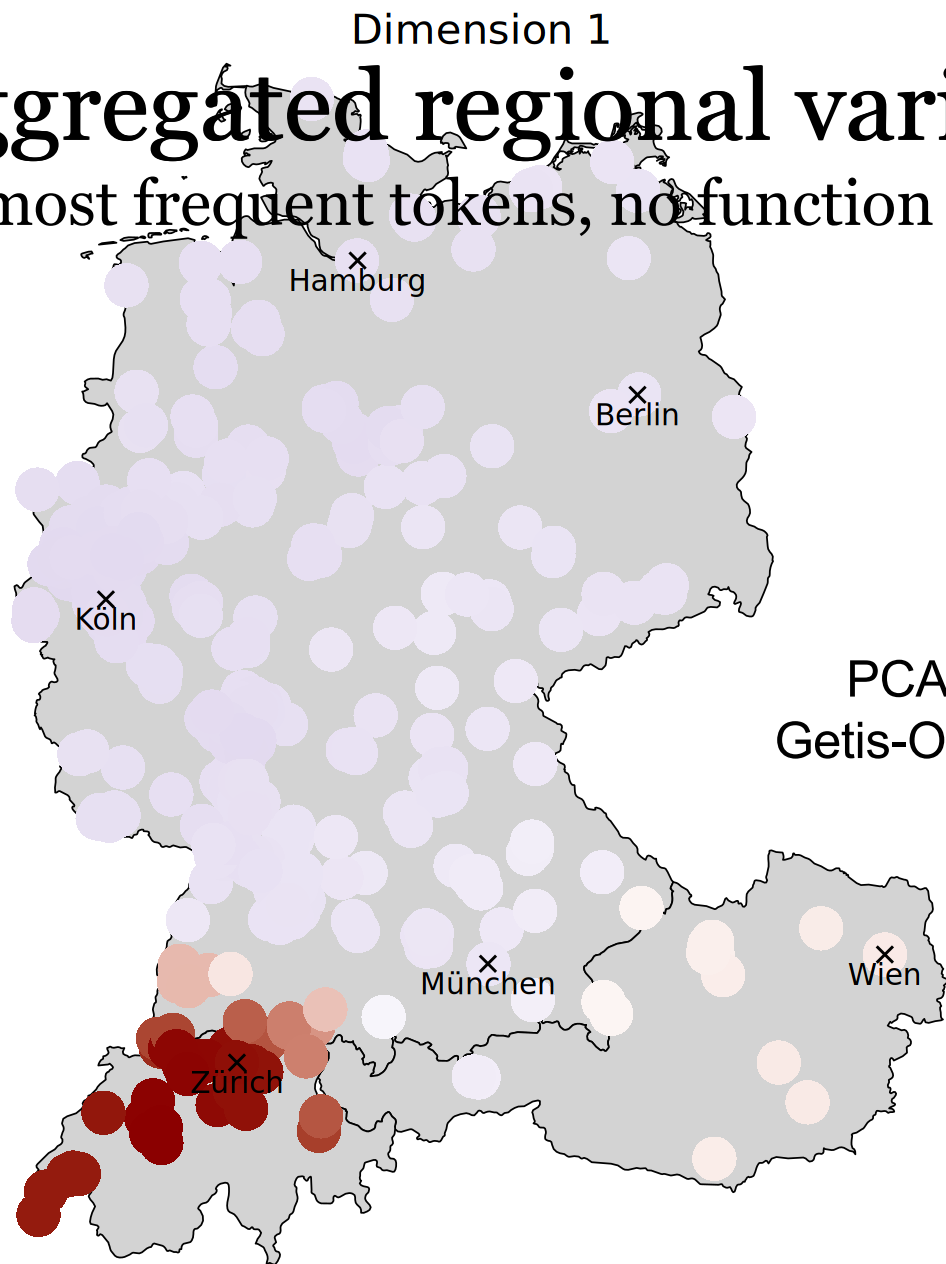 Dimension 1
ggregated regional vari
most frequent tokens, no function
Hamburg
Berlin
Köln
PCA
Getis-O
München
Wien
Zürich